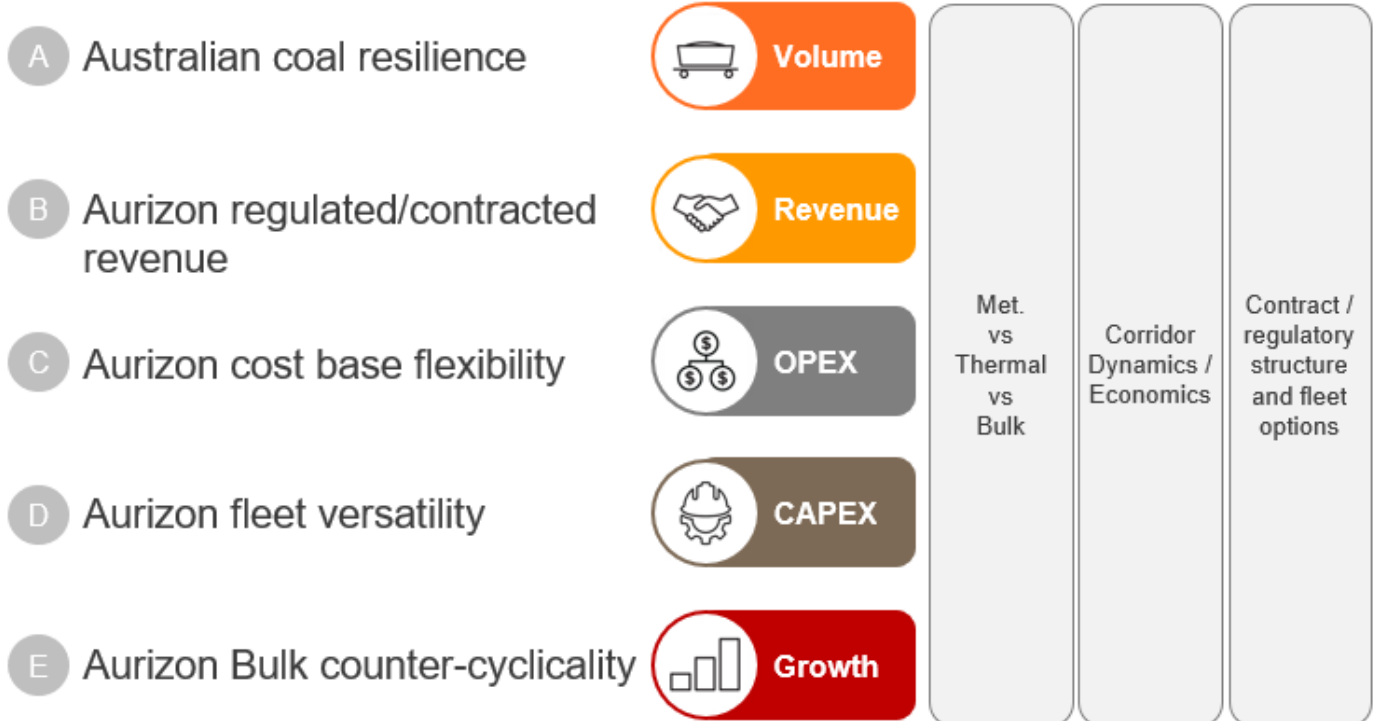 A
Australian coal resilience
Volume
B
Aurizon regulated/contracted
revenue
Revenue
C
Aurizon cost base flexibility
$
$ $
OPEX
D
Aurizon fleet versatility
CAPEX
E
Aurizon Bulk counter-cyclicality
Growth
Met.
vs
Thermal
vs
Bulk
Corridor
Dynamics /
Economics
Contract /
regulatory
structure
and fleet
options